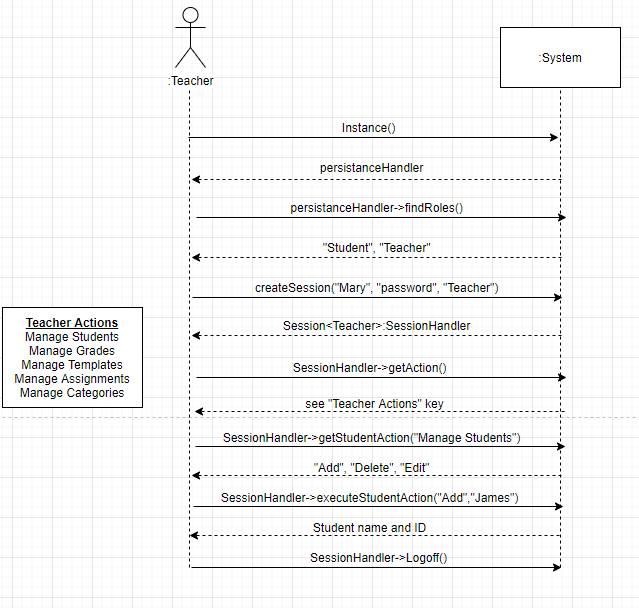 :Teacher
:System
Instance()
persistanceHandler
persistanceHandler->findRoles()
"Student", "Teacher"
createSession("Mary", "password", "Teacher")
Session<Teacher>:SessionHandler
SessionHandler->getAction()
see "Teacher Actions" key
Teacher Actions
Manage Students
Manage Grades
Manage Templates
Manage Assignments
Manage Categories
SessionHandler->getStudentAction("Manage Students")
"Add", "Delete", "Edit"
SessionHandler->executeStudentAction("Add","James")
Student name and ID
SessionHandler->Logoff()